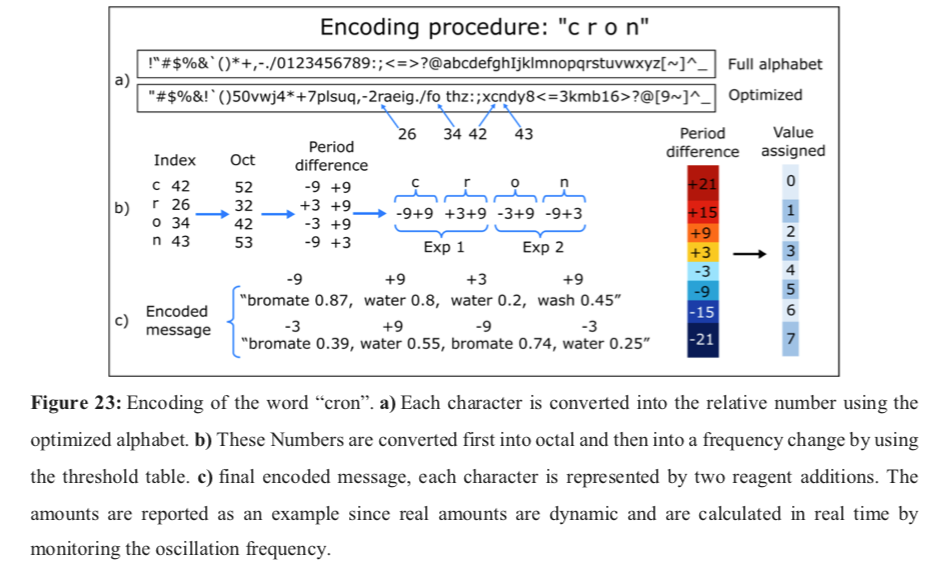 Encoding procedure: "c r o n"
a)
!"#$%&`()*+,-./0123456789:;<=>?@abcdefghIjklmnopqrstuvwxyz[~]^_ Full alphabet
"#$%&!`()50vwj4*+7plsuq,-2raeig./fo thz:;xcndy8<=3kmb16>?@[9~]^_ Optimized
26 34 42 43
b)
Index Oct Period difference
c 42 52 -9 +9
r 26 32 +3 +9
o 34 42 -3 +9
n 43 53 -9 +3
c r o n
-9+9 +3+9 -3+9 -9+3
Exp 1 Exp 2
c)
Encoded message
-9 +9 +3 +9
"bromate 0.87, water 0.8, water 0.2, wash 0.45"
-3 +9 -9 -3
"bromate 0.39, water 0.55, bromate 0.74, water 0.25"
Period difference Value assigned
+21 0
+15 1
+9 2
+3 3
-3 4
-9 5
-15 6
-21 7
Figure 23: Encoding of the word “cron”. a) Each character is converted into the relative number using the
optimized alphabet. b) These Numbers are converted first into octal and then into a frequency change by using
the threshold table. c) final encoded message, each character is represented by two reagent additions. The
amounts are reported as an example since real amounts are dynamic and are calculated in real time by
monitoring the oscillation frequency.